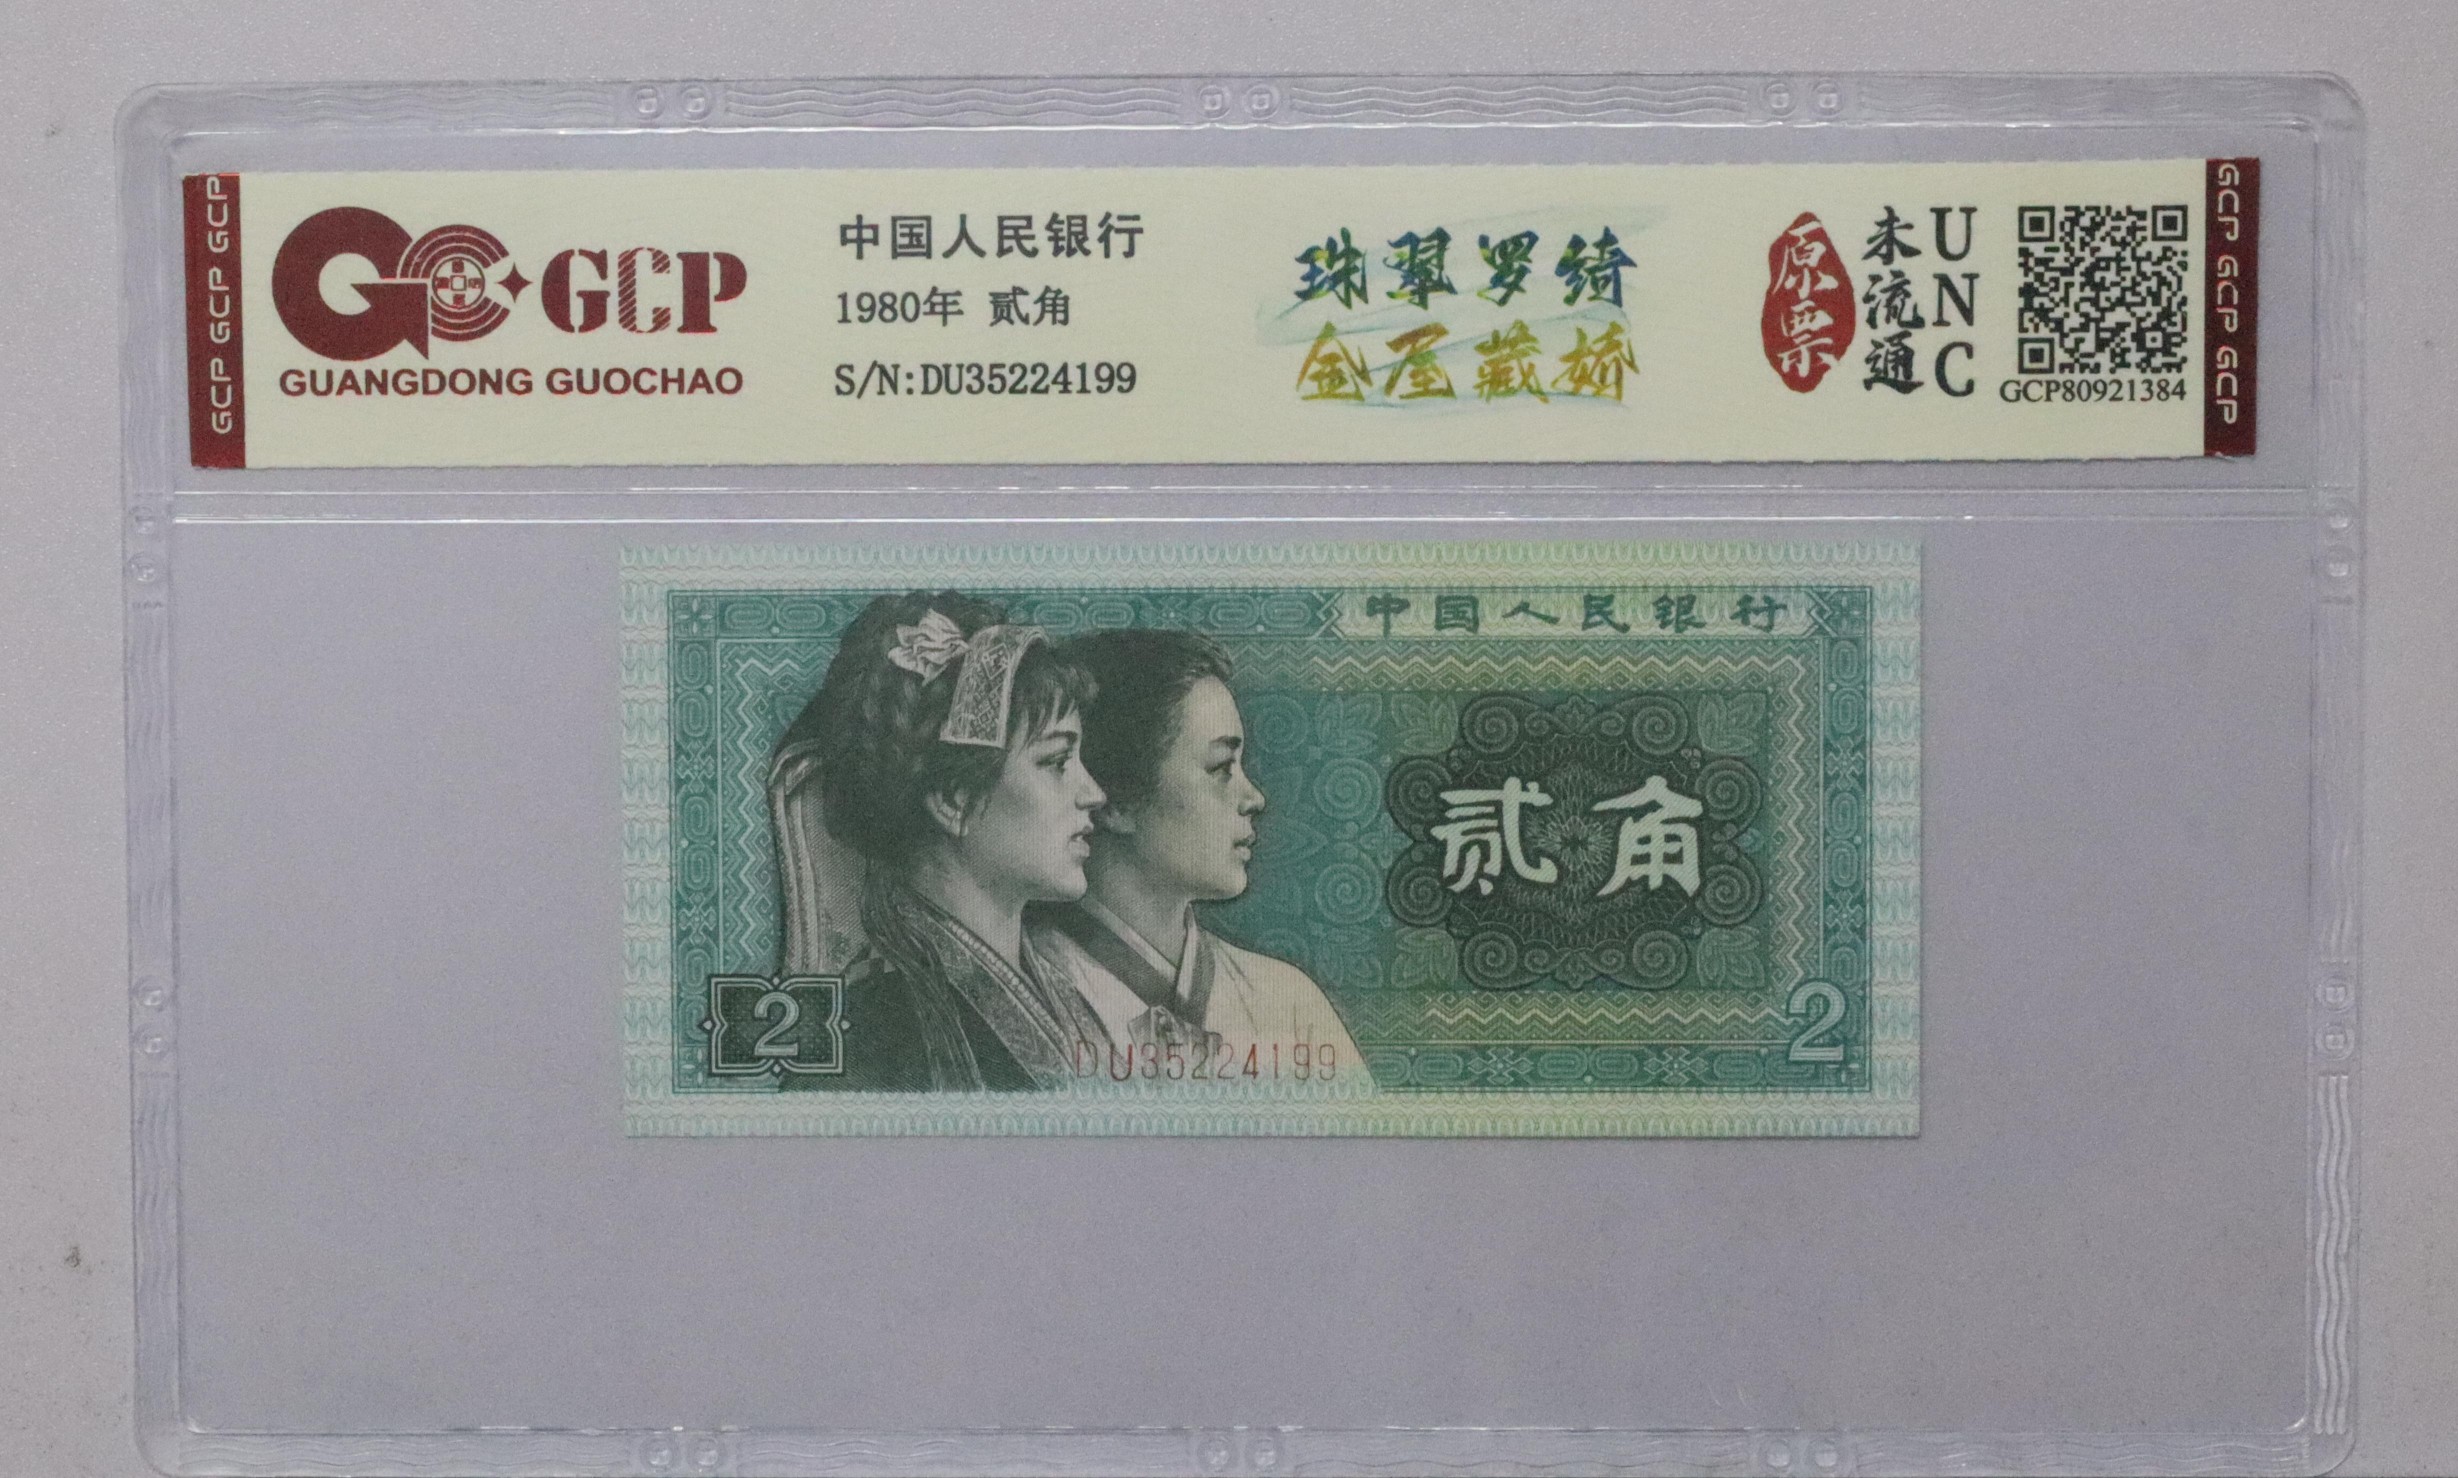 GCP GCP GCP
GCP
GUANGDONG GUOCHAO
中国人民银行
1980年 贰角
S/N:DU35224199
珠翠罗绮
金屋藏娇
原票
未流通
UNC
GCP80921384
GCP GCP GCP
中国人民银行
贰角
2
2
DU35224199